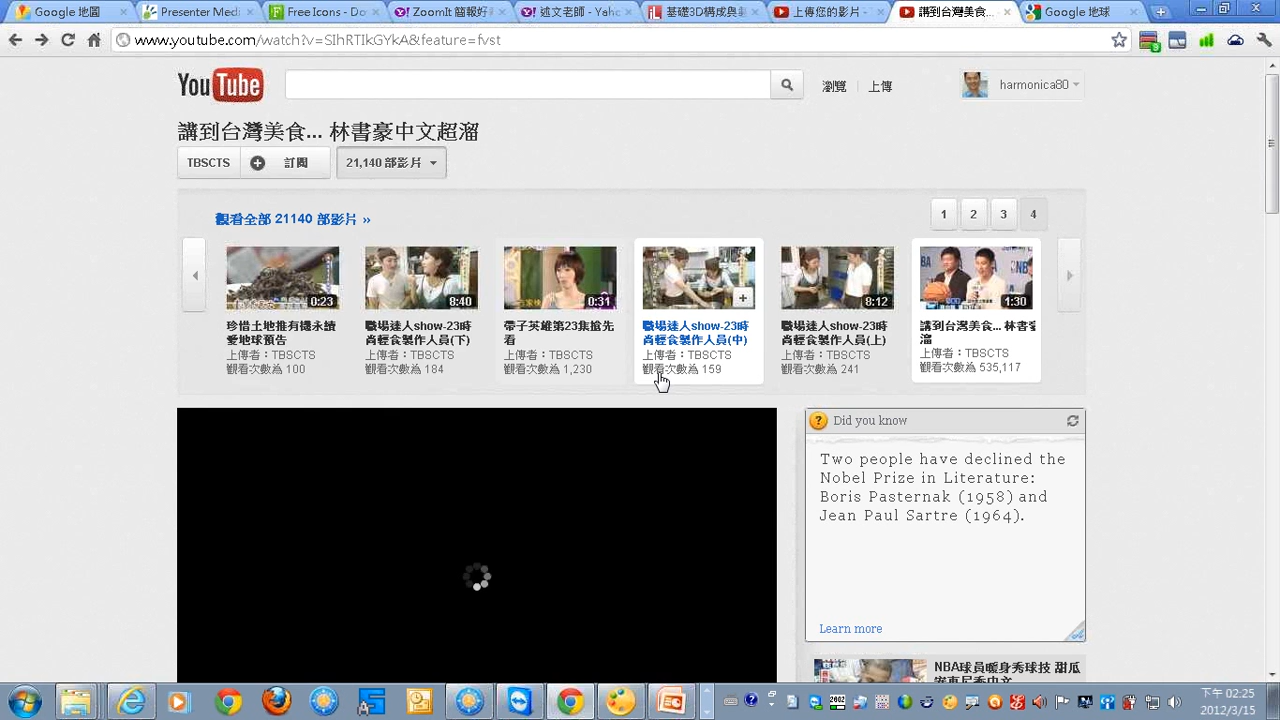 Google 地圖
Presenter Medi
Free Icons - Do
ZoomIt 簡報好
述文老師 - Yaho
基礎3D構成與
上傳您的影片 -
講到台灣美食...
Google 地球
www.youtube.com/watch?v=SIhRTIkGYkA&feature=fvst
YouTube
瀏覽
上傳
harmonica80
講到台灣美食... 林書豪中文超溜
TBSCTS
訂閱
21,140 部影片
觀看全部 21140 部影片 »
1 2 3 4
0:23
8:40
0:31
8:12
1:30
珍惜土地推有機永續
愛地球預告
上傳者：TBSCTS
觀看次數為 100
職場達人show-23時
尚輕食製作人員(下)
上傳者：TBSCTS
觀看次數為 184
帶子英雄第23集搶先
看
上傳者：TBSCTS
觀看次數為 1,230
職場達人show-23時
尚輕食製作人員(中)
上傳者：TBSCTS
觀看次數為 159
職場達人show-23時
尚輕食製作人員(上)
上傳者：TBSCTS
觀看次數為 241
講到台灣美食... 林書
溜
上傳者：TBSCTS
觀看次數為 535,117
Did you know
Two people have declined the
Nobel Prize in Literature:
Boris Pasternak (1958) and
Jean Paul Sartre (1964).
Learn more
NBA球員暖身秀球技 甜瓜
下午 02:25
2012/3/15